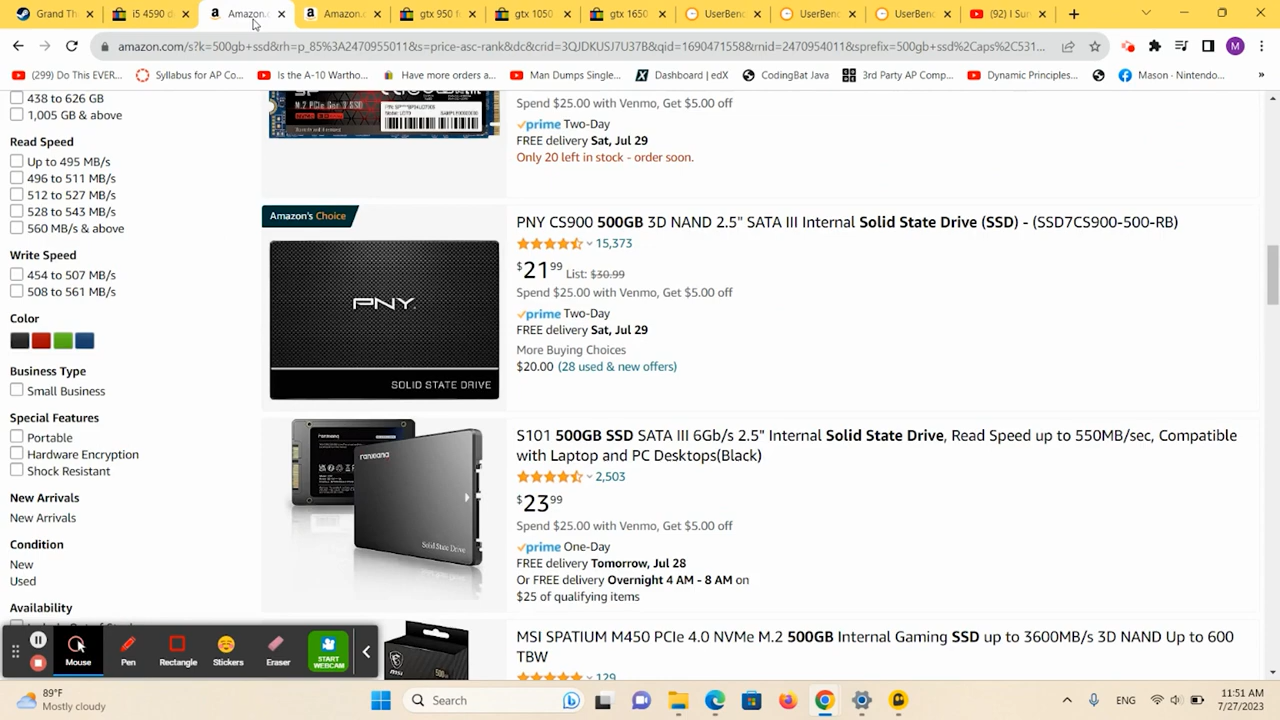 Grand Th
i5 4590 d
Amazon.c
Amazon.c
gtx 950 f
gtx 1050
gtx 1650
UserBenc
UserBenc
UserBenc
(92) I Sun
amazon.com/s?k=500gb+ssd&rh=p_85%3A2470955011&s=price-asc-rank&dc&crid=3QJDKUSJ7U37B&qid=1690471558&rnid=2470954011&sprefix=500gb+ssd%2Caps%2C531...
M
(299) Do This EVER...
Syllabus for AP Co...
Is the A-10 Wartho...
Have more orders a...
Man Dumps Single...
Dashboard | edX
CodingBat Java
3rd Party AP Comp...
Dynamic Principles...
Mason - Nintendo...
438 to 626 GB
1,005 GB & above
Read Speed
Up to 495 MB/s
496 to 511 MB/s
512 to 527 MB/s
528 to 543 MB/s
560 MB/s & above
Write Speed
454 to 507 MB/s
508 to 561 MB/s
Color
Business Type
Small Business
Special Features
Portable
Hardware Encryption
Shock Resistant
New Arrivals
New Arrivals
Condition
New
Used
Availability
M.2 PCIe Gen 3 SSD
Spend $25.00 with Venmo, Get $5.00 off
prime Two-Day
FREE delivery Sat, Jul 29
Only 20 left in stock - order soon.
Amazon's Choice
PNY
SOLID STATE DRIVE
PNY CS900 500GB 3D NAND 2.5" SATA III Internal Solid State Drive (SSD) - (SSD7CS900-500-RB)
15,373
$21 99 List: $30.99
Spend $25.00 with Venmo, Get $5.00 off
prime Two-Day
FREE delivery Sat, Jul 29
More Buying Choices
$20.00 (28 used & new offers)
Solid State Drive
S101 500GB SSD SATA III 6Gb/s 2.5" Internal Solid State Drive, Read Speed up to 550MB/sec, Compatible
with Laptop and PC Desktops(Black)
2,503
$23 99
Spend $25.00 with Venmo, Get $5.00 off
prime One-Day
FREE delivery Tomorrow, Jul 28
Or FREE delivery Overnight 4 AM - 8 AM on
$25 of qualifying items
MSI SPATIUM M450 PCIe 4.0 NVMe M.2 500GB Internal Gaming SSD up to 3600MB/s 3D NAND Up to 600
TBW
129
Mouse
Pen
Rectangle
Stickers
Eraser
START
WEBCAM
89°F
Mostly cloudy
Search
ENG
11:51 AM
7/27/2023